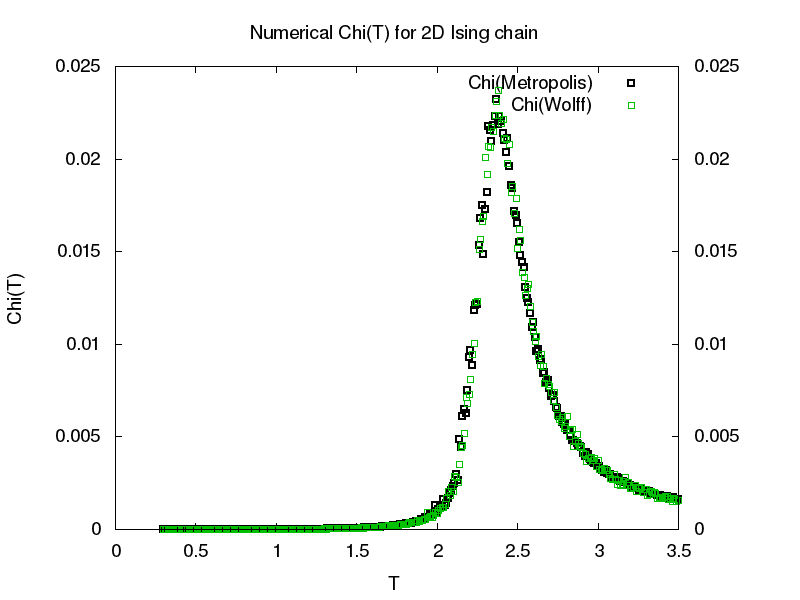 Numerical Chi(T) for 2D Ising chain
0.025
0.025
Chi(Metropolis)
Chi(Wolff)
0.02
0.02
0.015
0.015
Chi(T)
0.01
0.01
0.005
0.005
0
0
0 0.5 1 1.5 2 2.5 3 3.5
T